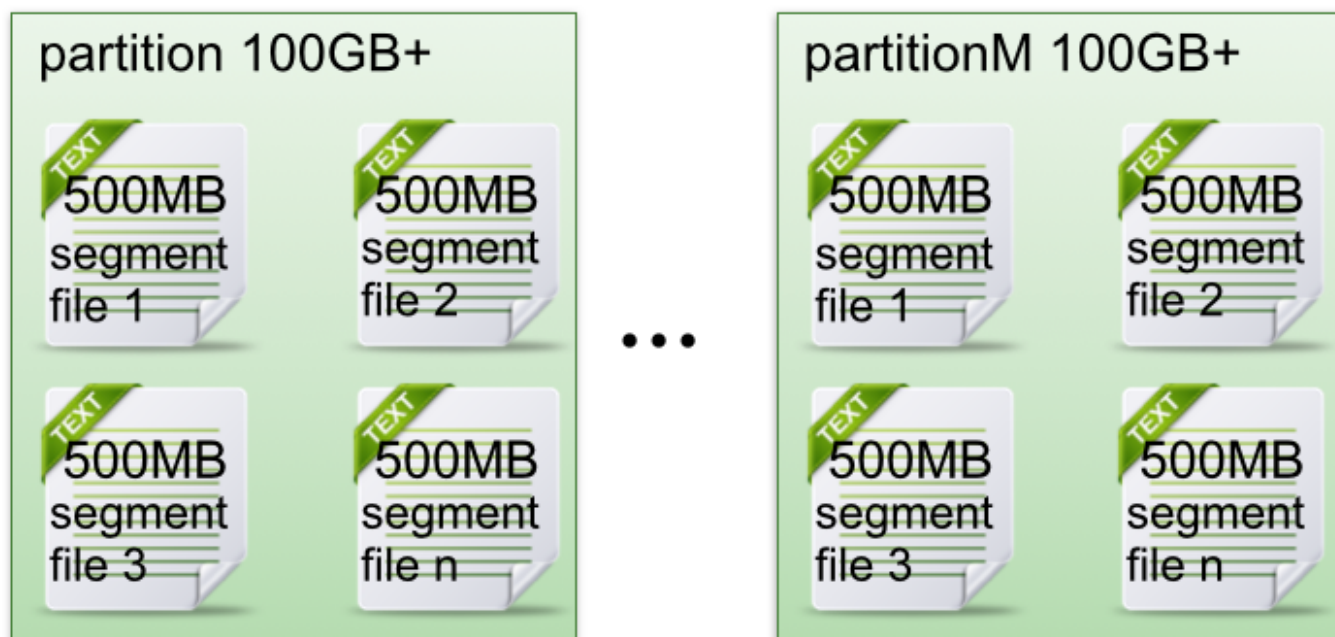 partition 100GB+
TEXT
500MB
segment
file 1
TEXT
500MB
segment
file 2
TEXT
500MB
segment
file 3
TEXT
500MB
segment
file n
...
partitionM 100GB+
TEXT
500MB
segment
file 1
TEXT
500MB
segment
file 2
TEXT
500MB
segment
file 3
TEXT
500MB
segment
file n